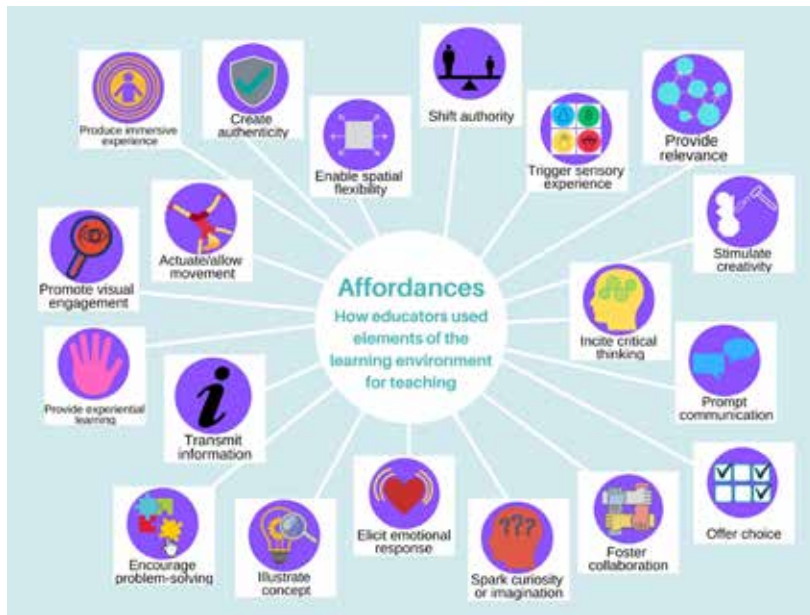 Produce immersive
experience
Create
authenticity
Enable spatial
flexibility
Shift authority
Trigger sensory
experience
Provide
relevance
Actuate/allow
movement
Stimulate
creativity
Promote visual
engagement
Affordances
How educators used
elements of the
learning environment
for teaching
Incite critical
thinking
Prompt
communication
Provide experiential
learning
Transmit
information
Offer choice
Encourage
problem-solving
Illustrate
concept
Elicit emotional
response
???
Spark curiosity
or imagination
Foster
collaboration